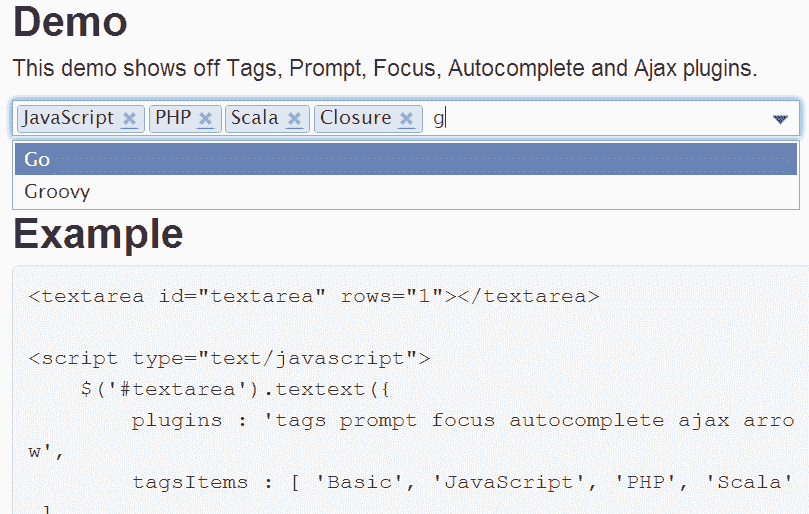 Demo
This demo shows off Tags, Prompt, Focus, Autocomplete and Ajax plugins.
JavaScript × PHP × Scala × Closure × g
Go
Groovy
Example
<textarea id="textarea" rows="1"></textarea>
<script type="text/javascript">
$('#textarea').textext({
plugins : 'tags prompt focus autocomplete ajax arro
w',
tagsItems : [ 'Basic', 'JavaScript', 'PHP', 'Scala'
]